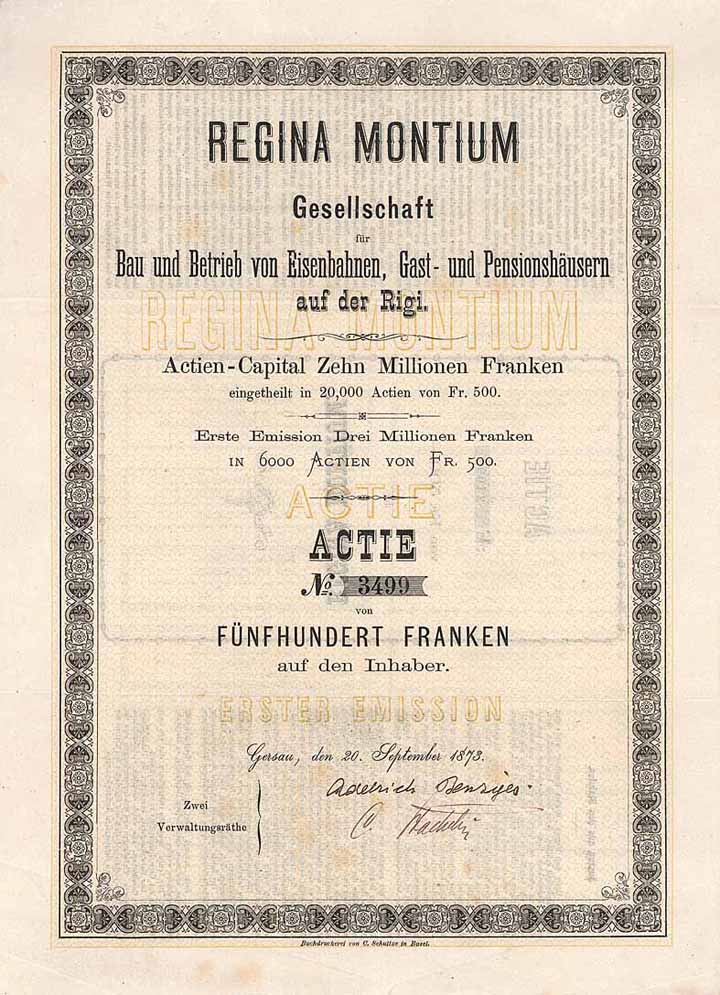 REGINA MONTIUM
Gesellschaft
für
Bau und Betrieb von Eisenbahnen, Gast- und Pensionshäusern
auf der Rigi.
REGINA MONTIUM
Actien-Capital Zehn Millionen Franken
eingetheilt in 20,000 Actien von Fr. 500.
Erste Emission Drei Millionen Franken
IN 6000 ACTIEN VON FR. 500.
ACTIE
ACTIE
No. 3499
von
FÜNFHUNDERT FRANKEN
auf den Inhaber.
ERSTER EMISSION
Gersau, den 20. September 1873.
Adelrich Benziger
Zwei
Verwaltungsräthe
C.
Buchdruckerei von C. Schultze in Basel.